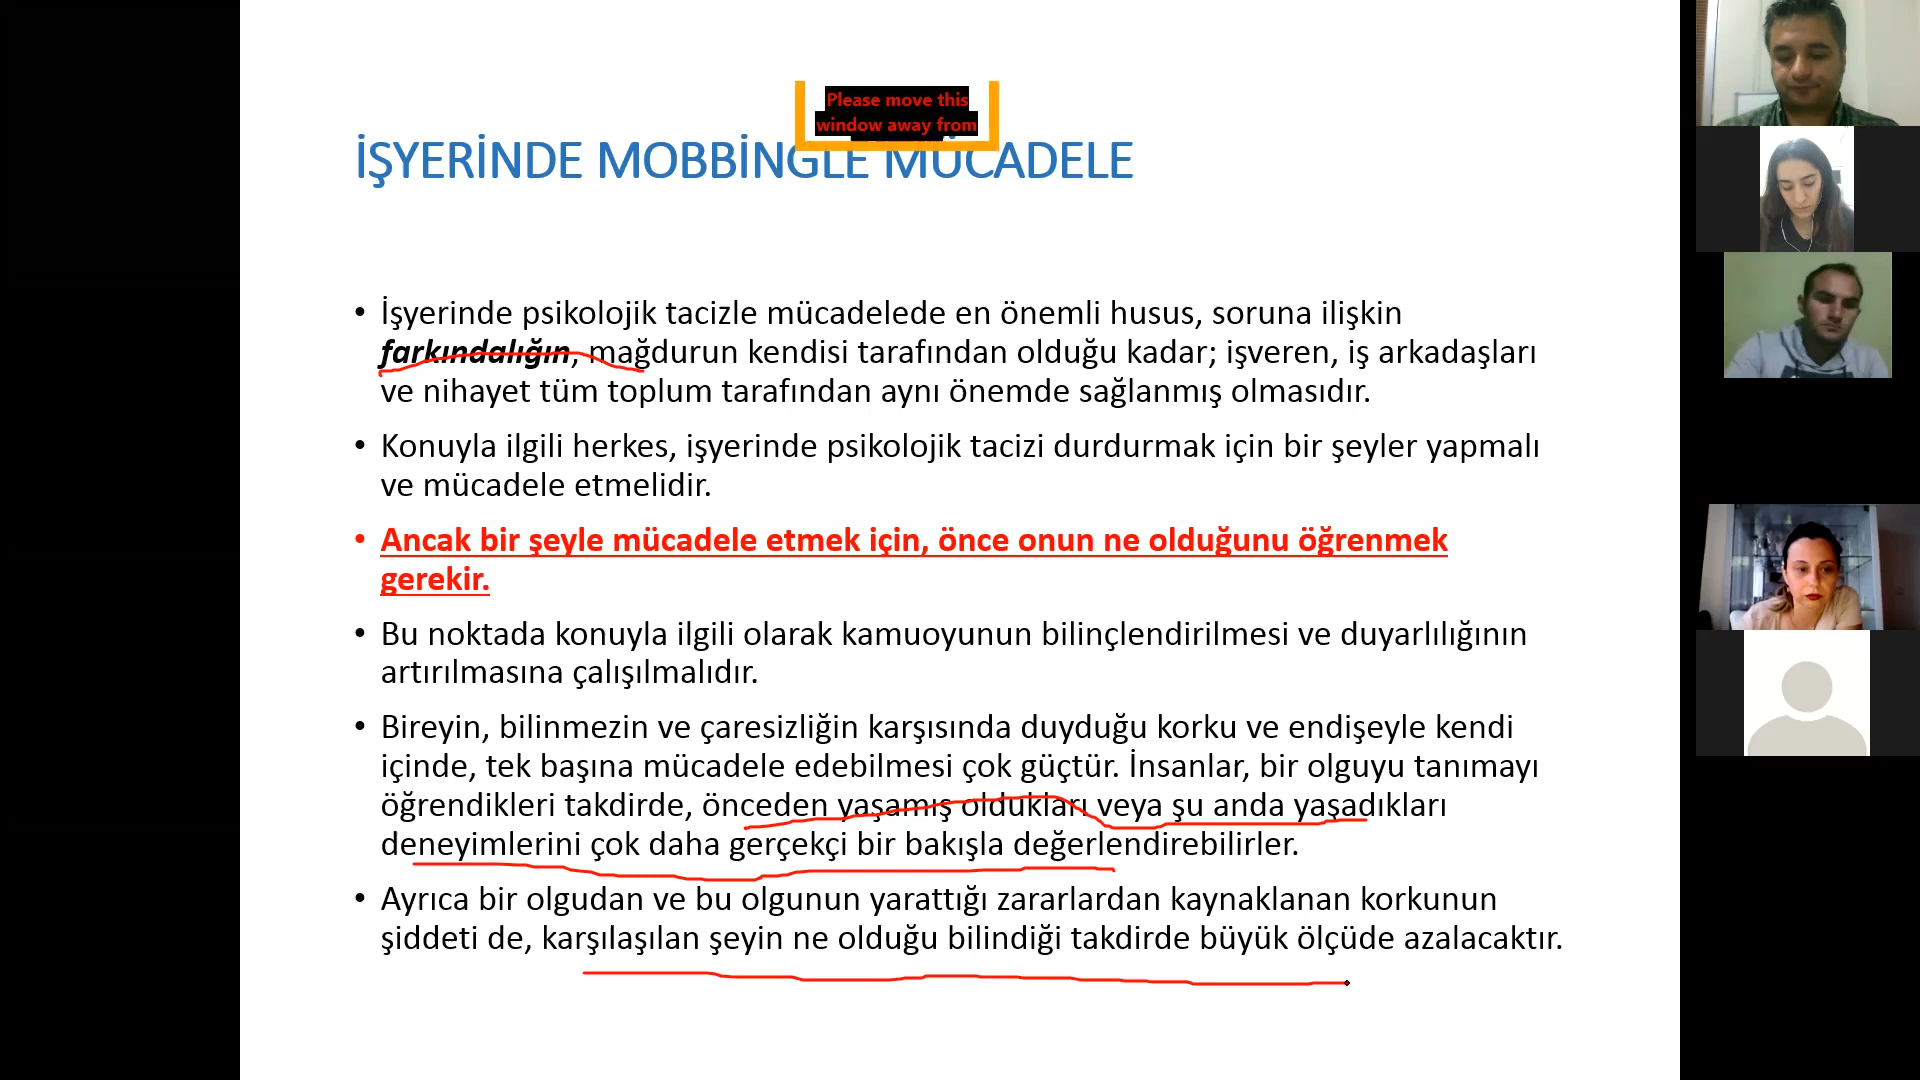 Please move this
window away from
İŞYERİNDE MOBBİNGLE MÜCADELE
• İşyerinde psikolojik tacizle mücadelede en önemli husus, soruna ilişkin
farkındalığın, mağdurun kendisi tarafından olduğu kadar; işveren, iş arkadaşları
ve nihayet tüm toplum tarafından aynı önemde sağlanmış olmasıdır.
• Konuyla ilgili herkes, işyerinde psikolojik tacizi durdurmak için bir şeyler yapmalı
ve mücadele etmelidir.
• Ancak bir şeyle mücadele etmek için, önce onun ne olduğunu öğrenmek
gerekir.
• Bu noktada konuyla ilgili olarak kamuoyunun bilinçlendirilmesi ve duyarlılığının
artırılmasına çalışılmalıdır.
• Bireyin, bilinmezin ve çaresizliğin karşısında duyduğu korku ve endişeyle kendi
içinde, tek başına mücadele edebilmesi çok güçtür. İnsanlar, bir olguyu tanımayı
öğrendikleri takdirde, önceden yaşamış oldukları veya şu anda yaşadıkları
deneyimlerini çok daha gerçekçi bir bakışla değerlendirebilirler.
• Ayrıca bir olgudan ve bu olgunun yarattığı zararlardan kaynaklanan korkunun
şiddeti de, karşılaşılan şeyin ne olduğu bilindiği takdirde büyük ölçüde azalacaktır.